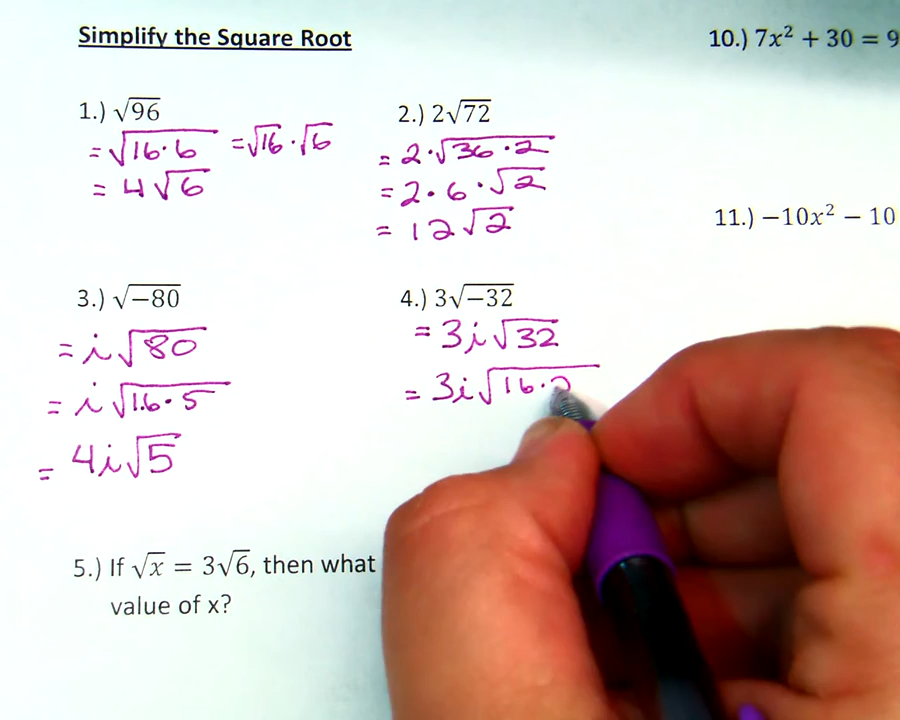 Simplify the Square Root
10.) 7x² + 30 = 9
1.) √96
= √16·6 = √16·√6
= 4√6
2.) 2√72
= 2·√36·2
= 2·6·√2
= 12√2
11.) −10x² − 10
3.) √−80
= i√80
= i√16·5
= 4i√5
4.) 3√−32
= 3i√32
= 3i√16·2
5.) If √x = 3√6, then what
value of x?